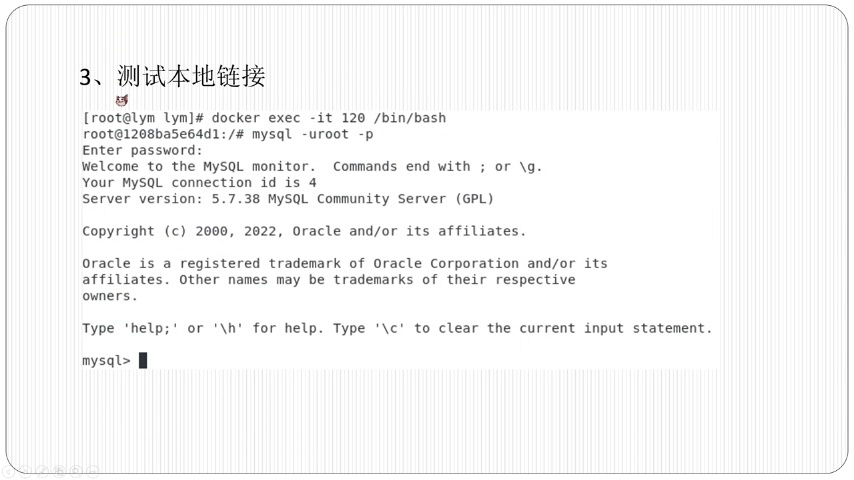 3、测试本地链接
[root@lym lym]# docker exec -it 120 /bin/bash
root@1208ba5e64d1:/# mysql -uroot -p
Enter password:
Welcome to the MySQL monitor.  Commands end with ; or \g.
Your MySQL connection id is 4
Server version: 5.7.38 MySQL Community Server (GPL)
Copyright (c) 2000, 2022, Oracle and/or its affiliates.
Oracle is a registered trademark of Oracle Corporation and/or its
affiliates. Other names may be trademarks of their respective
owners.
Type 'help;' or '\h' for help. Type '\c' to clear the current input statement.
mysql>